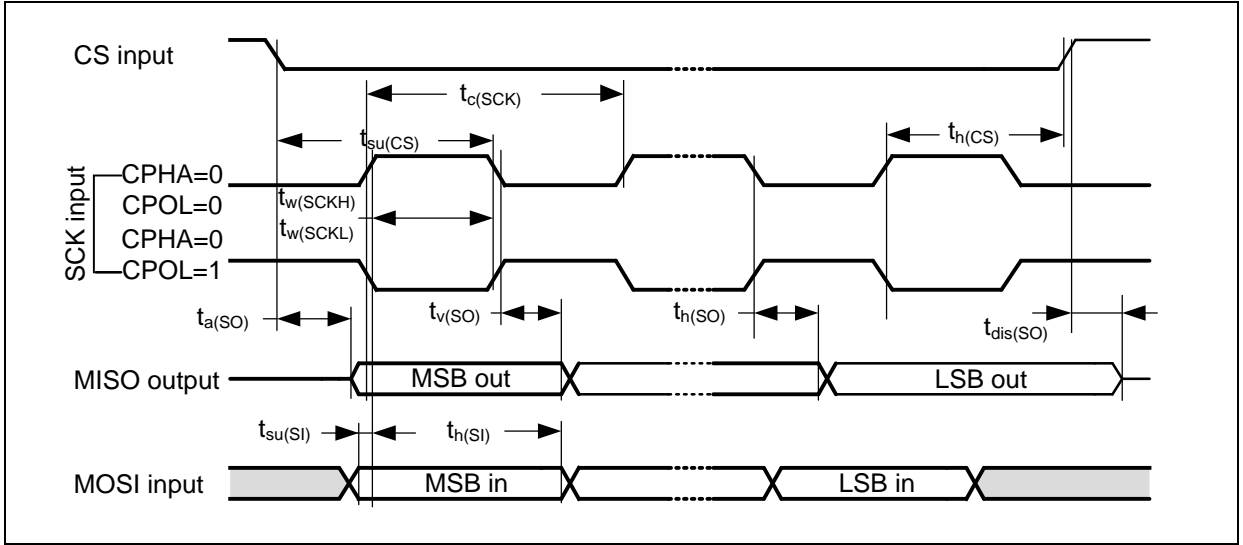 CS input
tc(SCK)
tsu(CS)
th(CS)
SCK input
CPHA=0
CPOL=0
CPHA=0
CPOL=1
tw(SCKH)
tw(SCKL)
ta(SO)
tv(SO)
th(SO)
tdis(SO)
MISO output
MSB out
LSB out
tsu(SI)
th(SI)
MOSI input
MSB in
LSB in